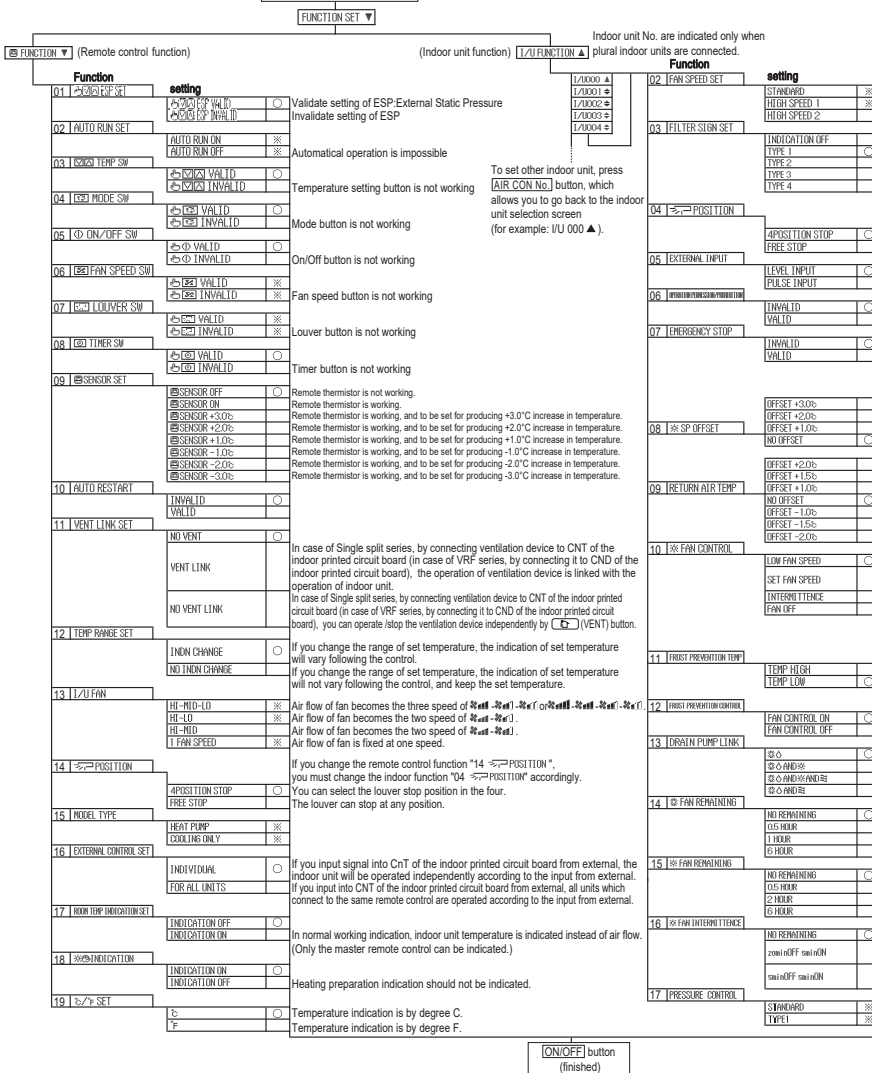 FUNCTION SET ▼
FUNCTION ▼ (Remote control function)
(Indoor unit function) I/U FUNCTION ▲
Indoor unit No. are indicated only when
plural indoor units are connected.
Function
setting
01 ESP SET
ESP VALID ○ Validate setting of ESP:External Static Pressure
ESP INVALID Invalidate setting of ESP
02 AUTO RUN SET
AUTO RUN ON ※
AUTO RUN OFF ※ Automatical operation is impossible
03 TEMP SW
VALID ○
INVALID Temperature setting button is not working
04 MODE SW
VALID ○
INVALID Mode button is not working
05 ON/OFF SW
VALID ○
INVALID On/Off button is not working
06 FAN SPEED SW
VALID ※
INVALID ※ Fan speed button is not working
07 LOUVER SW
VALID ※
INVALID ※ Louver button is not working
08 TIMER SW
VALID ○
INVALID Timer button is not working
09 SENSOR SET
SENSOR OFF ○ Remote thermistor is not working.
SENSOR ON Remote thermistor is working.
SENSOR +3.0℃ Remote thermistor is working, and to be set for producing +3.0°C increase in temperature.
SENSOR +2.0℃ Remote thermistor is working, and to be set for producing +2.0°C increase in temperature.
SENSOR +1.0℃ Remote thermistor is working, and to be set for producing +1.0°C increase in temperature.
SENSOR -1.0℃ Remote thermistor is working, and to be set for producing -1.0°C increase in temperature.
SENSOR -2.0℃ Remote thermistor is working, and to be set for producing -2.0°C increase in temperature.
SENSOR -3.0℃ Remote thermistor is working, and to be set for producing -3.0°C increase in temperature.
10 AUTO RESTART
INVALID ○
VALID
11 VENT LINK SET
NO VENT ○
VENT LINK
In case of Single split series, by connecting ventilation device to CNT of the
indoor printed circuit board (in case of VRF series, by connecting it to CND of the
indoor printed circuit board), the operation of ventilation device is linked with the
operation of indoor unit.
NO VENT LINK
In case of Single split series, by connecting ventilation device to CNT of the indoor printed
circuit board (in case of VRF series, by connecting it to CND of the indoor printed circuit
board), you can operate /stop the ventilation device independently by (VENT) button.
12 TEMP RANGE SET
INDN CHANGE ○ If you change the range of set temperature, the indication of set temperature
will vary following the control.
NO INDN CHANGE If you change the range of set temperature, the indication of set temperature
will not vary following the control, and keep the set temperature.
13 I/U FAN
HI-MID-LO ※ Air flow of fan becomes the three speed of - - or - - - .
HI-LO ※ Air flow of fan becomes the two speed of - .
HI-MID Air flow of fan becomes the two speed of - .
1 FAN SPEED ※ Air flow of fan is fixed at one speed.
14 POSITION
If you change the remote control function "14 POSITION ",
you must change the indoor function "04 POSITION" accordingly.
4POSITION STOP ○ You can select the louver stop position in the four.
FREE STOP The louver can stop at any position.
15 MODEL TYPE
HEAT PUMP ※
COOLING ONLY ※
16 EXTERNAL CONTROL SET
INDIVIDUAL ○ If you input signal into CnT of the indoor printed circuit board from external, the
indoor unit will be operated independently according to the input from external.
FOR ALL UNITS If you input into CNT of the indoor printed circuit board from external, all units which
connect to the same remote control are operated according to the input from external.
17 ROOM TEMP INDICATION SET
INDICATION OFF ○
INDICATION ON In normal working indication, indoor unit temperature is indicated instead of air flow.
(Only the master remote control can be indicated.)
18 INDICATION
INDICATION ON ○
INDICATION OFF Heating preparation indication should not be indicated.
19 ℃/℉ SET
℃ ○ Temperature indication is by degree C.
℉ Temperature indication is by degree F.
I/U000 ▲
I/U001
I/U002
I/U003
I/U004
To set other indoor unit, press
AIR CON No. button, which
allows you to go back to the indoor
unit selection screen
(for example: I/U 000 ▲ ).
Function
setting
02 FAN SPEED SET
STANDARD ※
HIGH SPEED 1 ※
HIGH SPEED 2
03 FILTER SIGN SET
INDICATION OFF
TYPE 1 ○
TYPE 2
TYPE 3
TYPE 4
04 POSITION
4POSITION STOP ○
FREE STOP
05 EXTERNAL INPUT
LEVEL INPUT ○
PULSE INPUT
06 OPERATION PERMISSION/PROHIBITION
INVALID ○
VALID
07 EMERGENCY STOP
INVALID ○
VALID
08 SP OFFSET
OFFSET +3.0℃
OFFSET +2.0℃
OFFSET +1.0℃
NO OFFSET ○
09 RETURN AIR TEMP
OFFSET +2.0℃
OFFSET +1.5℃
OFFSET +1.0℃
NO OFFSET ○
OFFSET -1.0℃
OFFSET -1.5℃
OFFSET -2.0℃
10 FAN CONTROL
LOW FAN SPEED ○
SET FAN SPEED
INTERMITTENCE
FAN OFF
11 FROST PREVENTION TEMP
TEMP HIGH
TEMP LOW ○
12 FROST PREVENTION CONTROL
FAN CONTROL ON ○
FAN CONTROL OFF
13 DRAIN PUMP LINK
○
AND
AND AND
AND
14 FAN REMAINING
NO REMAINING ○
0.5 HOUR
1 HOUR
6 HOUR
15 FAN REMAINING
NO REMAINING ○
0.5 HOUR
2 HOUR
6 HOUR
16 FAN INTERMITTENCE
NO REMAINING ○
zominOFF sminON
sminOFF sminON
17 PRESSURE CONTROL
STANDARD ※
TYPE1 ※
ON/OFF button
(finished)